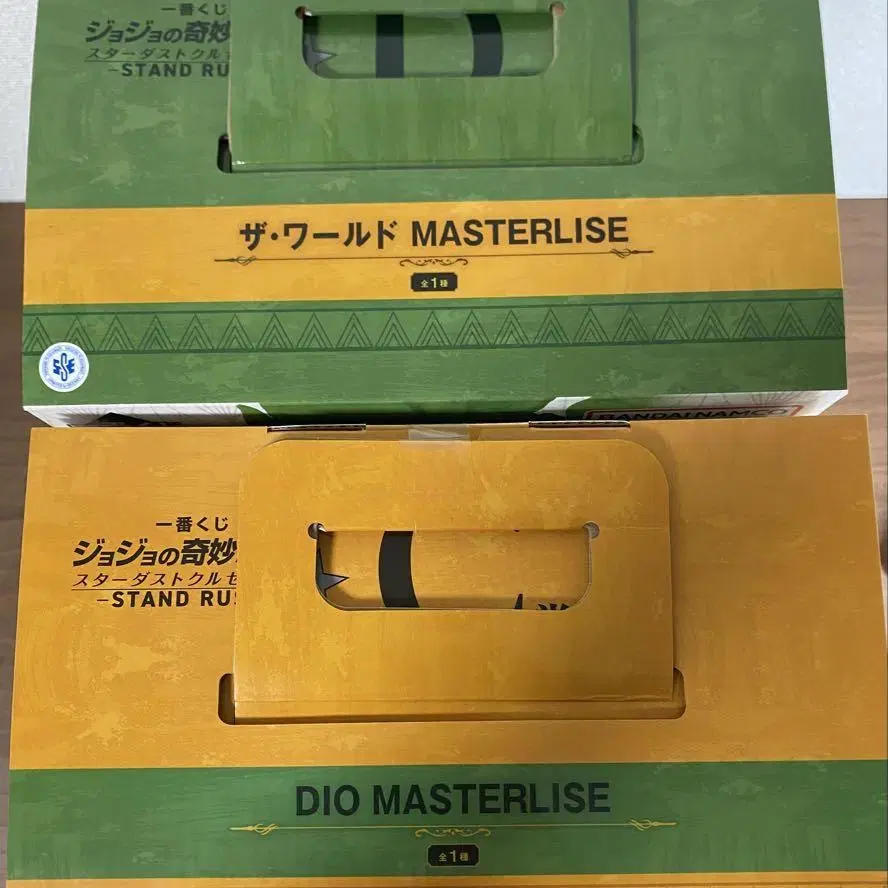 一番くじ
ジョジョの奇妙
スターダストクルセ
-STAND RU
ザ・ワールド MASTERLISE
全1種
BANDAI NAMCO
一番くじ
ジョジョの奇妙
スターダストクルセ
-STAND RUS
DIO MASTERLISE
全1種